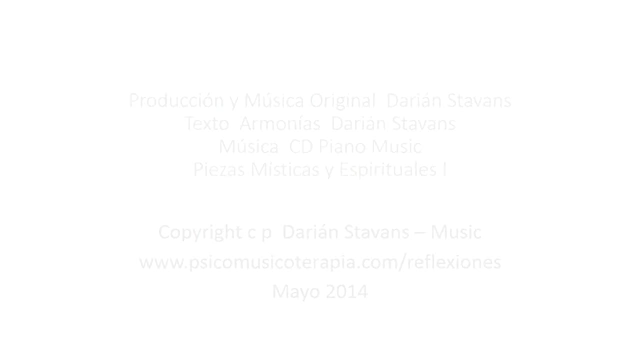 Producción y Música Original  Darián Stavans
Texto  Armonías  Darián Stavans
Música  CD Piano Music
Piezas Místicas y Espirituales I
Copyright c p  Darián Stavans – Music
www.psicomusicoterapia.com/reflexiones
Mayo 2014